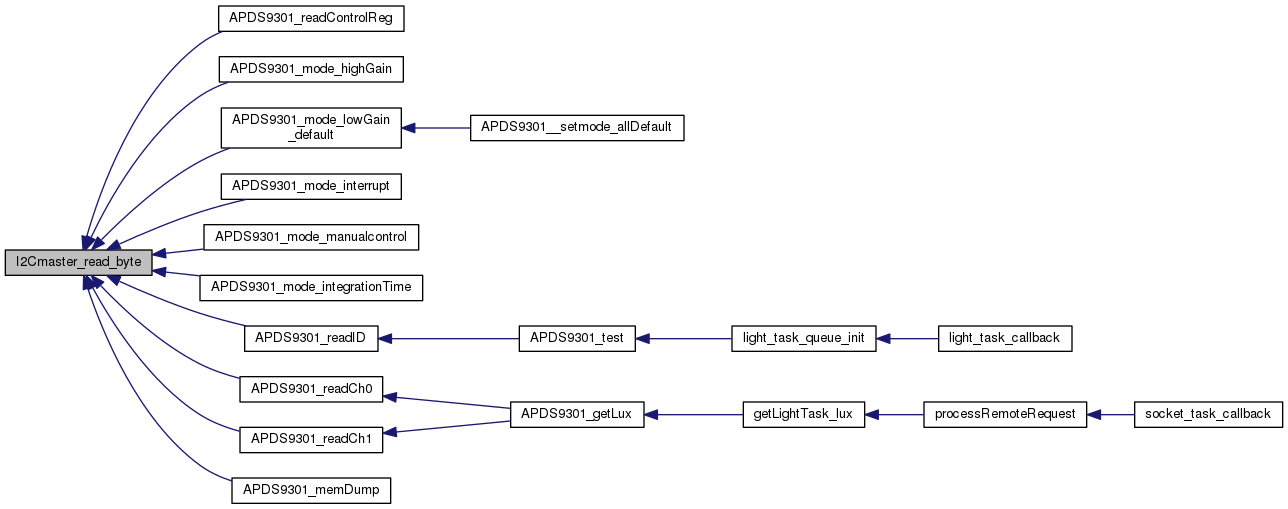 APDS9301_readControlReg
APDS9301_mode_highGain
APDS9301_mode_lowGain
_default
APDS9301__setmode_allDefault
APDS9301_mode_interrupt
APDS9301_mode_manualcontrol
I2Cmaster_read_byte
APDS9301_mode_integrationTime
APDS9301_readID
APDS9301_test
light_task_queue_init
light_task_callback
APDS9301_readCh0
APDS9301_getLux
getLightTask_lux
processRemoteRequest
socket_task_callback
APDS9301_readCh1
APDS9301_memDump